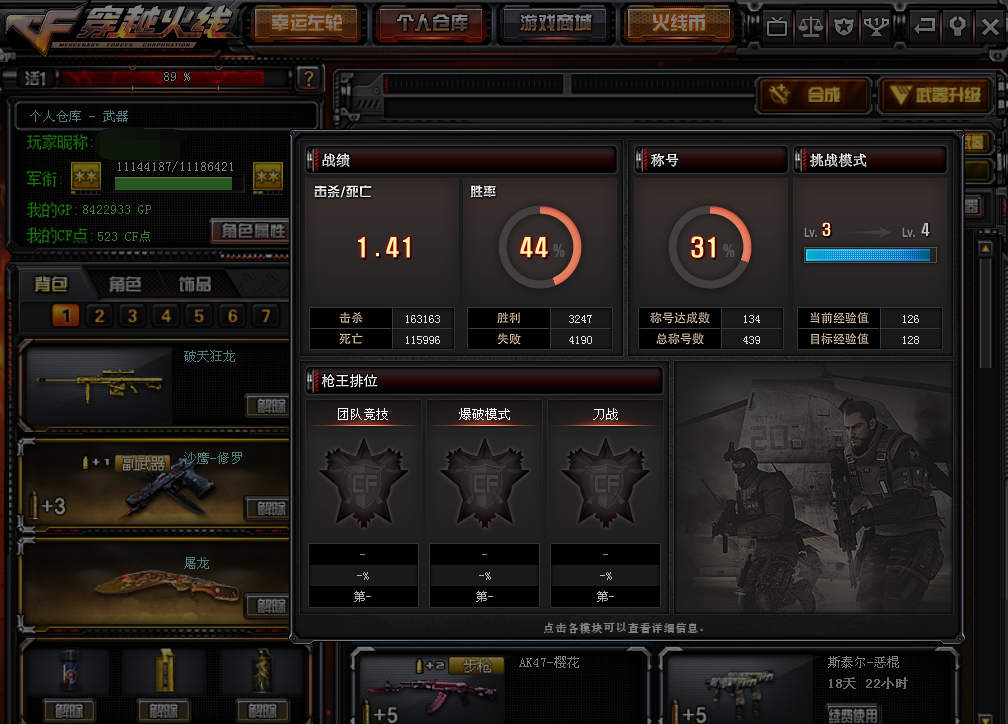 穿越火线
MERCENARY FORCES CORPORATION
幸运左轮
个人仓库
游戏商城
火线币
活1
89 %
?
合成
武器升级
个人仓库 - 武器
玩家昵称:
军衔:
11144187/11186421
我的GP: 8422933 GP
我的CF点: 523 CF点
角色属性
背包
角色
饰品
1 2 3 4 5 6 7
破天狂龙
解除
+1 副武器
沙鹰-修罗
+3
解除
屠龙
解除
解除
解除
解除
战绩
击杀/死亡
1.41
击杀 163163
死亡 115996
胜率
44%
胜利 3247
失败 4190
称号
31%
称号达成数 134
总称号数 439
挑战模式
Lv. 3
Lv. 4
当前经验值 126
目标经验值 128
枪王排位
团队竞技
爆破模式
刀战
CF
CF
CF
-
-
-
-%
-%
-%
第-
第-
第-
点击各模块可以查看详细信息。
+2 步枪
AK47-樱花
+5
斯泰尔-恶棍
18天 22小时
+5
续费使用